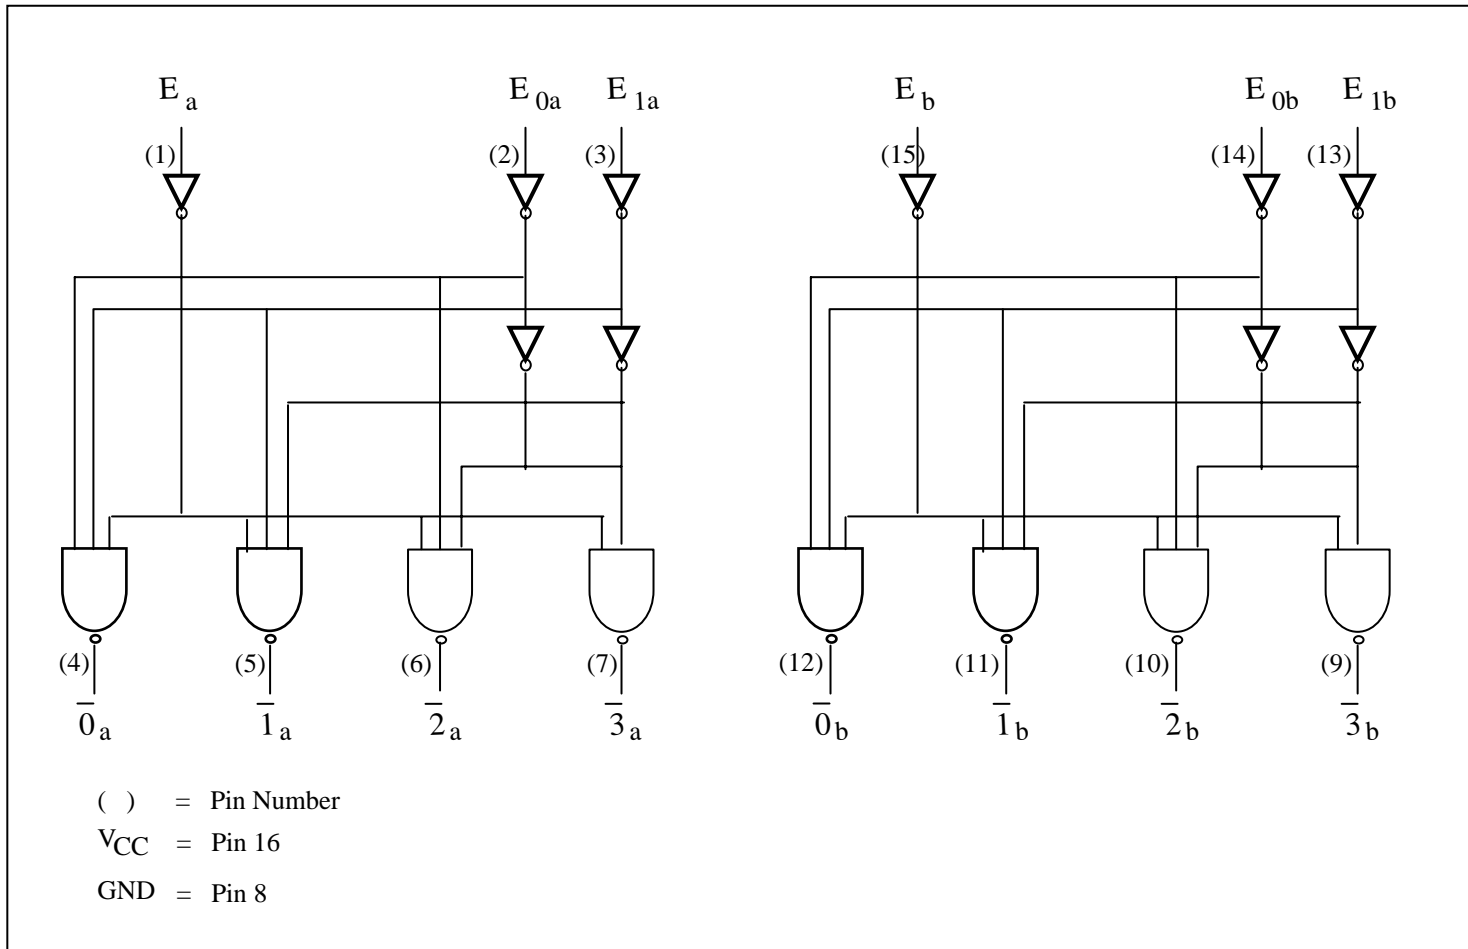 E a E 0a E 1a E b E 0b E 1b
(1) (2) (3) (15) (14) (13)
(4) (5) (6) (7) (12) (11) (10) (9)
0̅ a 1̅ a 2̅ a 3̅ a 0̅ b 1̅ b 2̅ b 3̅ b
( ) = Pin Number
VCC = Pin 16
GND = Pin 8